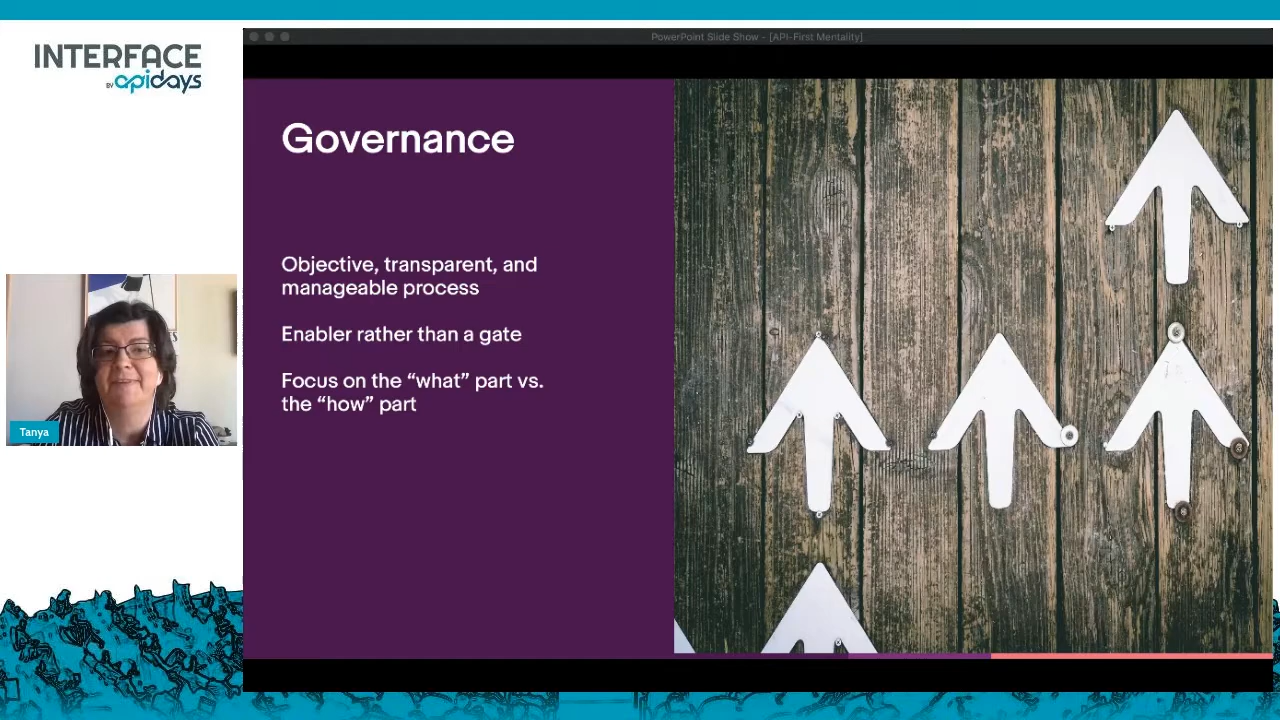 INTERFACE
BY apidays
PowerPoint Slide Show - [API-First Mentality]
Governance
Objective, transparent, and
manageable process
Enabler rather than a gate
Focus on the “what” part vs.
the “how” part
Tanya